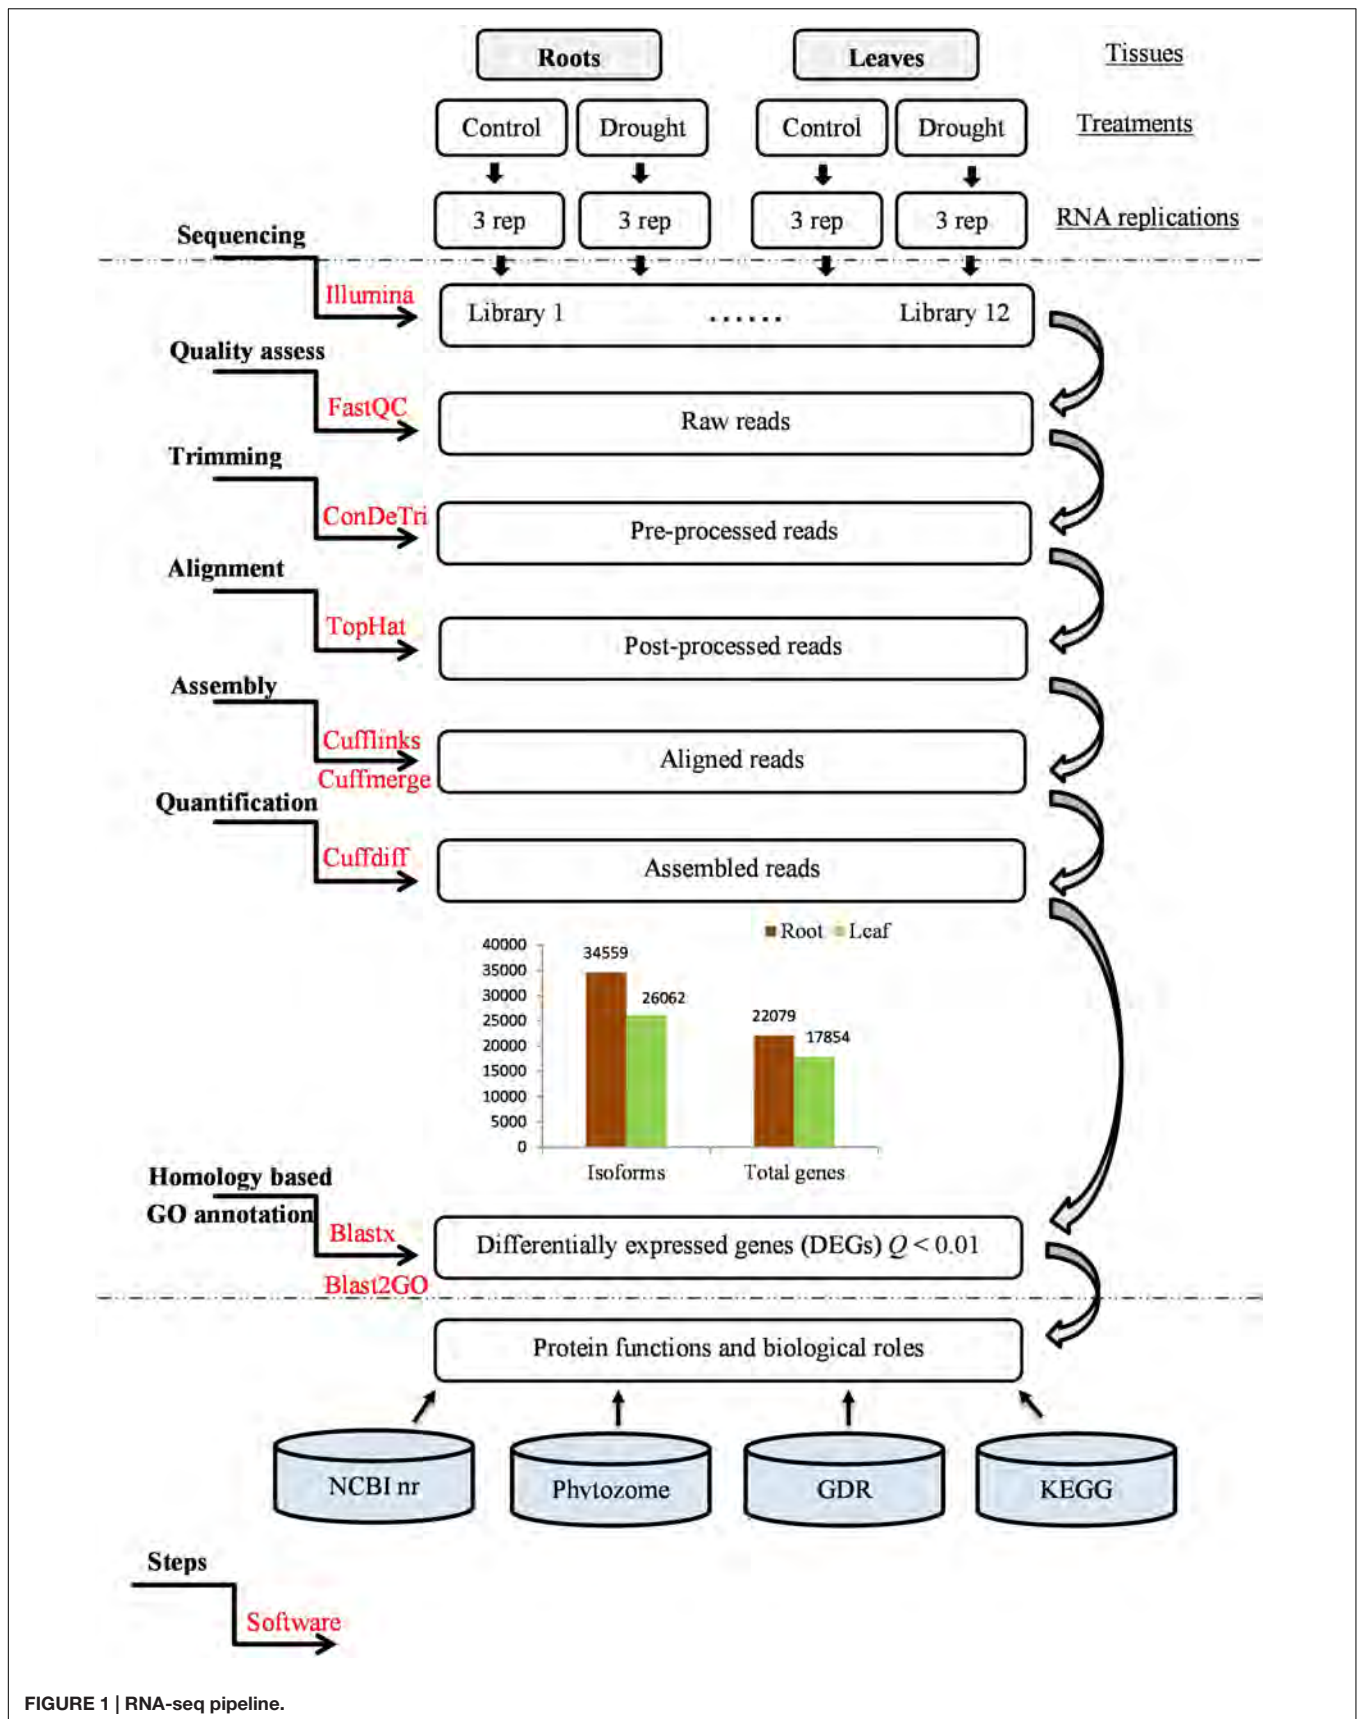 Roots Leaves Tissues
Control Drought Control Drought Treatments
3 rep 3 rep 3 rep 3 rep RNA replications
Sequencing
Illumina
Library 1 ...... Library 12
Quality assess
FastQC
Raw reads
Trimming
ConDeTri
Pre-processed reads
Alignment
TopHat
Post-processed reads
Assembly
Cufflinks
Cuffmerge
Aligned reads
Quantification
Cuffdiff
Assembled reads
Root Leaf
40000
35000
30000
25000
20000
15000
10000
5000
0
34559
26062
22079
17854
Isoforms Total genes
Homology based
GO annotation
Blastx
Blast2GO
Differentially expressed genes (DEGs) Q < 0.01
Protein functions and biological roles
NCBI nr Phytozome GDR KEGG
Steps
Software
FIGURE 1 | RNA-seq pipeline.